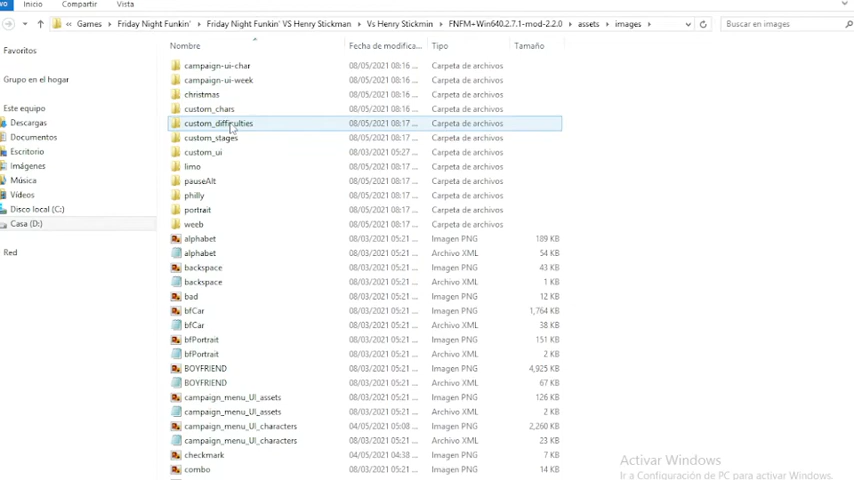 Inicio Compartir Vista
« Games › Friday Night Funkin' › Friday Night Funkin' VS Henry Stickman › Vs Henry Stickmin › FNFM+Win640.2.7.1-mod-2.2.0 › assets › images › Buscar en images
Nombre Fecha de modifica... Tipo Tamaño
Favoritos
Grupo en el hogar
Este equipo
Descargas
Documentos
Escritorio
Imágenes
Música
Vídeos
Disco local (C:)
Casa (D:)
Red
campaign-ui-char 08/05/2021 08:16 ... Carpeta de archivos
campaign-ui-week 08/05/2021 08:16 ... Carpeta de archivos
christmas 08/05/2021 08:16 ... Carpeta de archivos
custom_chars 08/05/2021 08:16 ... Carpeta de archivos
custom_difficulties 08/05/2021 08:17 ... Carpeta de archivos
custom_stages 08/05/2021 08:17 ... Carpeta de archivos
custom_ui 08/03/2021 05:27 ... Carpeta de archivos
limo 08/05/2021 08:17 ... Carpeta de archivos
pauseAlt 08/05/2021 08:17 ... Carpeta de archivos
philly 08/05/2021 08:17 ... Carpeta de archivos
portrait 08/05/2021 08:17 ... Carpeta de archivos
weeb 08/05/2021 08:17 ... Carpeta de archivos
alphabet 08/03/2021 05:21 ... Imagen PNG 189 KB
alphabet 08/03/2021 05:21 ... Archivo XML 54 KB
backspace 08/03/2021 05:21 ... Imagen PNG 43 KB
backspace 08/03/2021 05:21 ... Archivo XML 1 KB
bad 08/03/2021 05:21 ... Imagen PNG 12 KB
bfCar 08/03/2021 05:21 ... Imagen PNG 1,764 KB
bfCar 08/03/2021 05:21 ... Archivo XML 38 KB
bfPortrait 08/03/2021 05:21 ... Imagen PNG 151 KB
bfPortrait 08/03/2021 05:21 ... Archivo XML 2 KB
BOYFRIEND 08/03/2021 05:21 ... Imagen PNG 4,925 KB
BOYFRIEND 08/03/2021 05:21 ... Archivo XML 67 KB
campaign_menu_UI_assets 08/03/2021 05:21 ... Imagen PNG 126 KB
campaign_menu_UI_assets 08/03/2021 05:21 ... Archivo XML 2 KB
campaign_menu_UI_characters 04/05/2021 05:08 ... Imagen PNG 2,260 KB
campaign_menu_UI_characters 08/03/2021 05:21 ... Archivo XML 23 KB
checkmark 08/03/2021 05:21 ... Imagen PNG 7 KB
combo 08/03/2021 05:21 ... Imagen PNG 14 KB
Activar Windows
Ir a Configuración de PC para activar Windows.